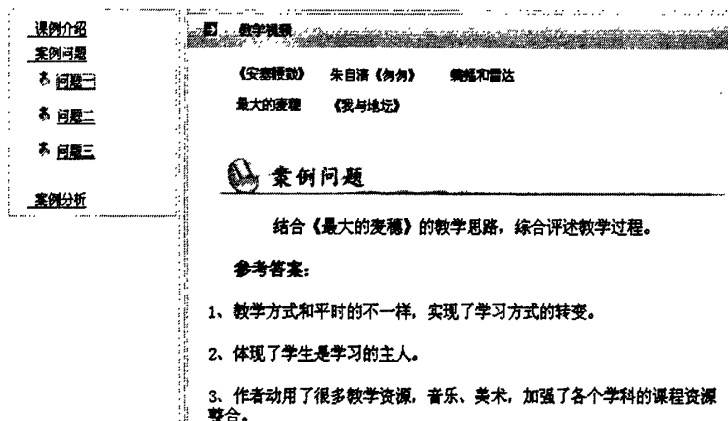 课例介绍
案例问题
问题一
问题二
问题三
案例分析
教学视频
《安塞腰鼓》 朱自清《匆匆》 蝙蝠和雷达
最大的麦穗 《我与地坛》
案例问题
结合《最大的麦穗》的教学思路，综合评述教学过程。
参考答案：
1、教学方式和平时的不一样，实现了学习方式的转变。
2、体现了学生是学习的主人。
3、作者动用了很多教学资源，音乐、美术，加强了各个学科的课程资源
整合。